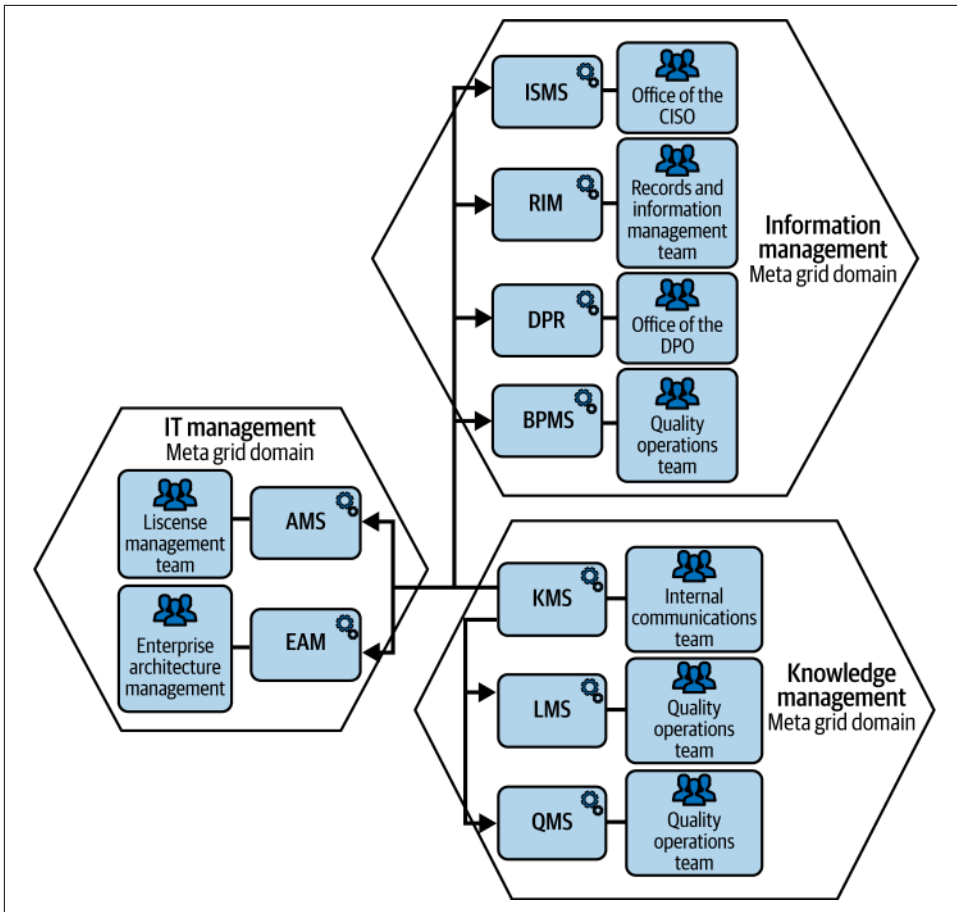 ISMS
Office of the
CISO
RIM
Records and
information
management
team
Information
management
Meta grid domain
DPR
Office of the
DPO
BPMS
Quality
operations
team
IT management
Meta grid domain
Liscense
management
team
AMS
Enterprise
architecture
management
EAM
KMS
Internal
communications
team
Knowledge
management
Meta grid domain
LMS
Quality
operations
team
QMS
Quality
operations
team